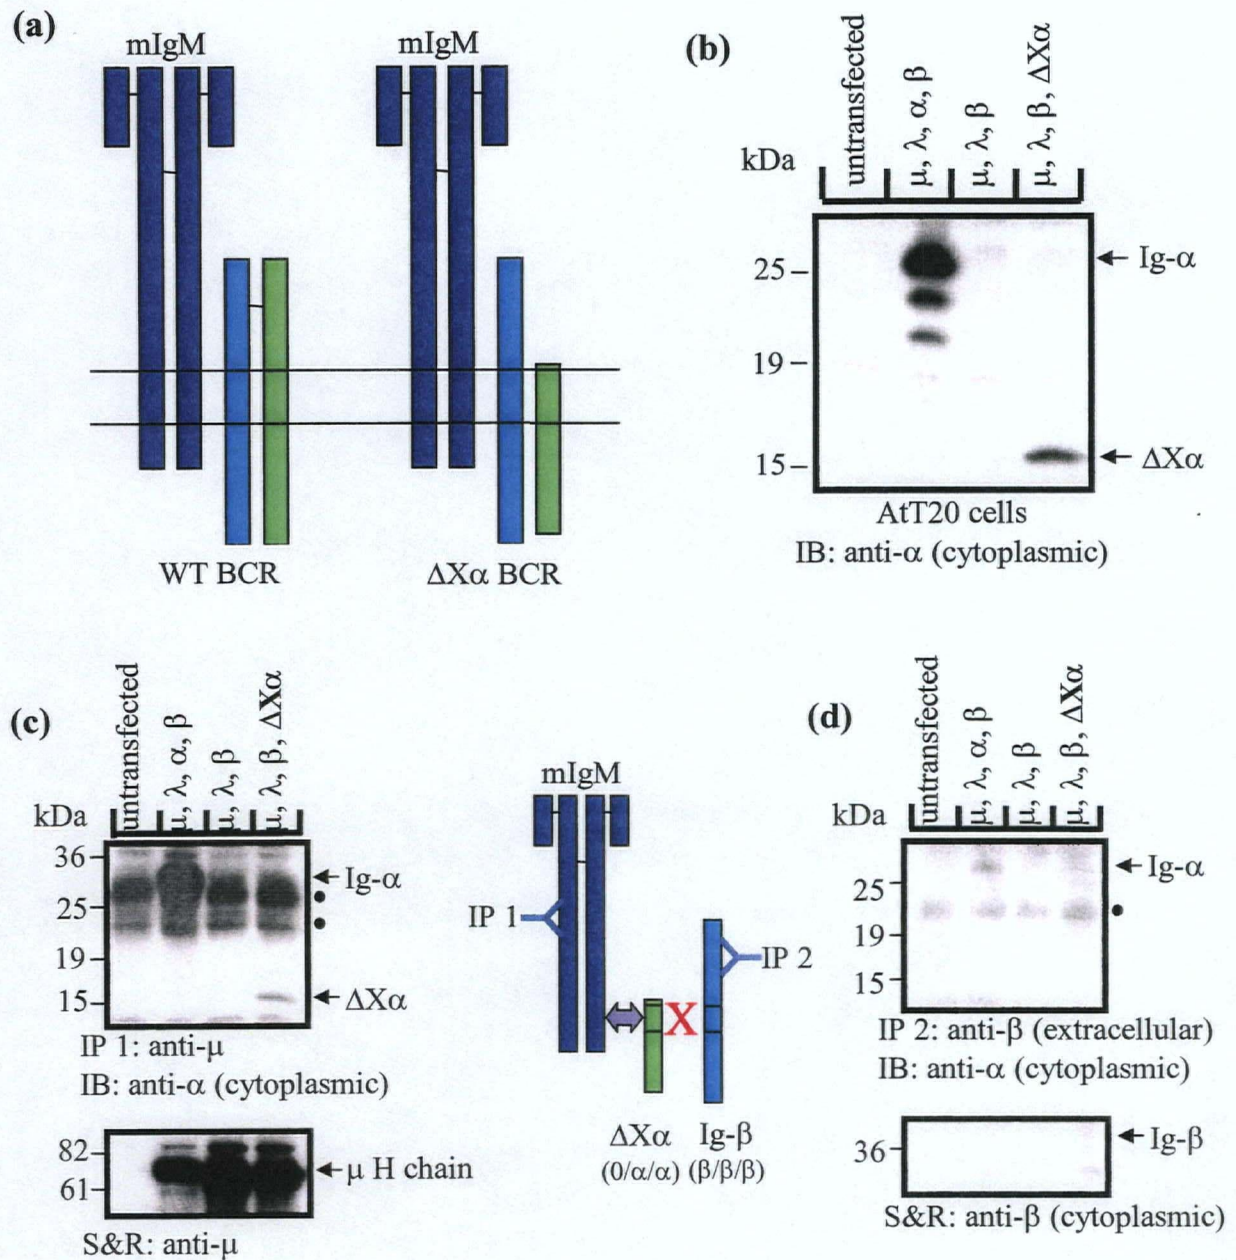 (a)
mIgM
mIgM
WT BCR
ΔXα BCR
(b)
untransfected
μ, λ, α, β
μ, λ, β
μ, λ, β, ΔXα
kDa
25
19
15
Ig-α
ΔXα
AtT20 cells
IB: anti-α (cytoplasmic)
(c)
untransfected
μ, λ, α, β
μ, λ, β
μ, λ, β, ΔXα
kDa
36
25
19
15
Ig-α
ΔXα
IP 1: anti-μ
IB: anti-α (cytoplasmic)
82
61
μ H chain
S&R: anti-μ
mIgM
IP 1
X
IP 2
ΔXα Ig-β
(0/α/α) (β/β/β)
(d)
untransfected
μ, λ, α, β
μ, λ, β
μ, λ, β, ΔXα
kDa
25
19
15
Ig-α
IP 2: anti-β (extracellular)
IB: anti-α (cytoplasmic)
36
Ig-β
S&R: anti-β (cytoplasmic)